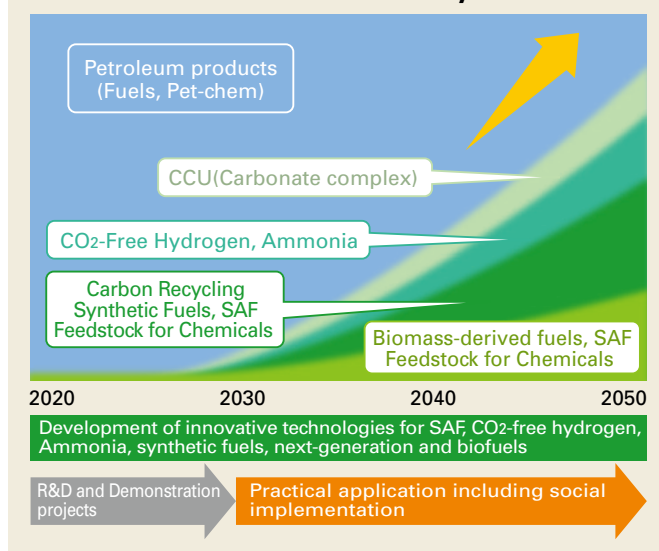 Petroleum products
(Fuels, Pet-chem)
CCU(Carbonate complex)
CO2-Free Hydrogen, Ammonia
Carbon Recycling
Synthetic Fuels, SAF
Feedstock for Chemicals
Biomass-derived fuels, SAF
Feedstock for Chemicals
2020 2030 2040 2050
Development of innovative technologies for SAF, CO2-free hydrogen,
Ammonia, synthetic fuels, next-generation and biofuels
R&D and Demonstration
projects
Practical application including social
implementation